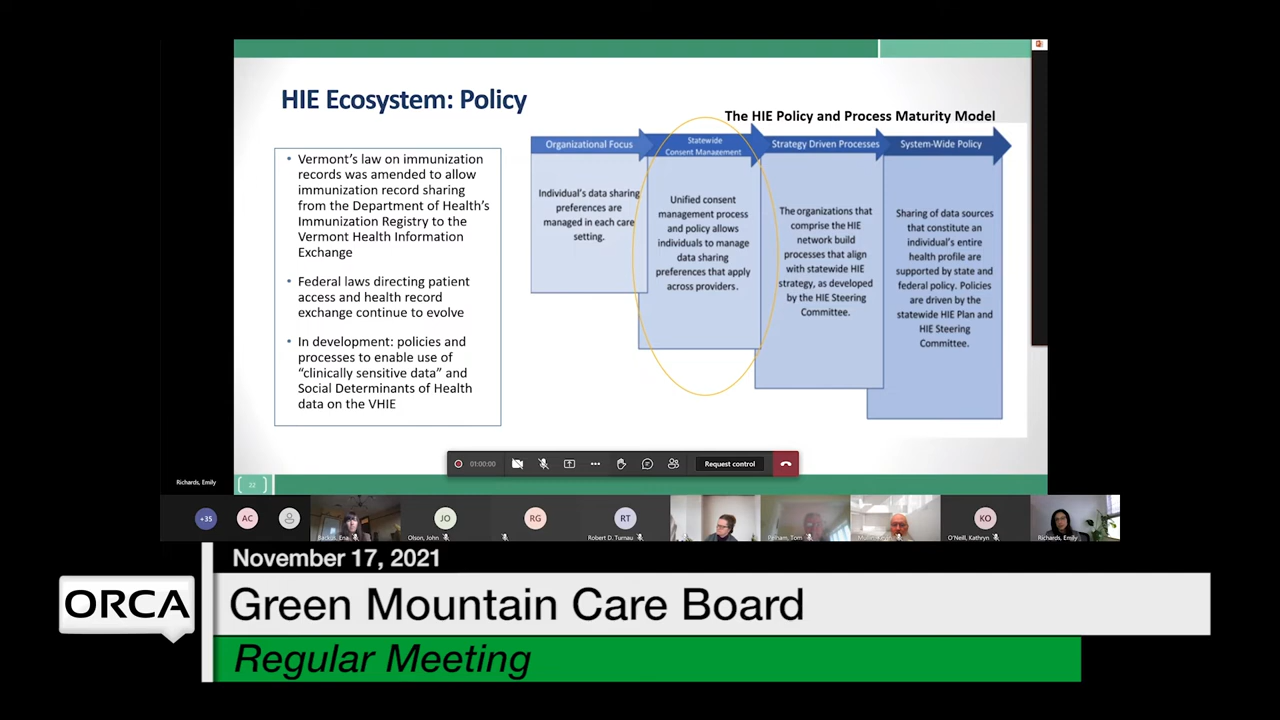 HIE Ecosystem: Policy
The HIE Policy and Process Maturity Model
• Vermont's law on immunization
records was amended to allow
immunization record sharing
from the Department of Health's
Immunization Registry to the
Vermont Health Information
Exchange
• Federal laws directing patient
access and health record
exchange continue to evolve
• In development: policies and
processes to enable use of
"clinically sensitive data" and
Social Determinants of Health
data on the VHIE
Organizational Focus
Individual's data sharing
preferences are
managed in each care
setting.
Statewide
Consent Management
Unified consent
management process
and policy allows
individuals to manage
data sharing
preferences that apply
across providers.
Strategy Driven Processes
The organizations that
comprise the HIE
network build
processes that align
with statewide HIE
strategy, as developed
by the HIE Steering
Committee.
System-Wide Policy
Sharing of data sources
that constitute an
individual's entire
health profile are
supported by state and
federal policy. Policies
are driven by the
statewide HIE Plan and
HIE Steering
Committee.
01:00:00
Request control
Richards, Emily
22
+35
AC
JO
RG
RT
KO
Olson, John
Robert D. Turnau
Pelham, Tom
O'Neill, Kathryn
Richards, Emily
November 17, 2021
ORCA
Green Mountain Care Board
Regular Meeting